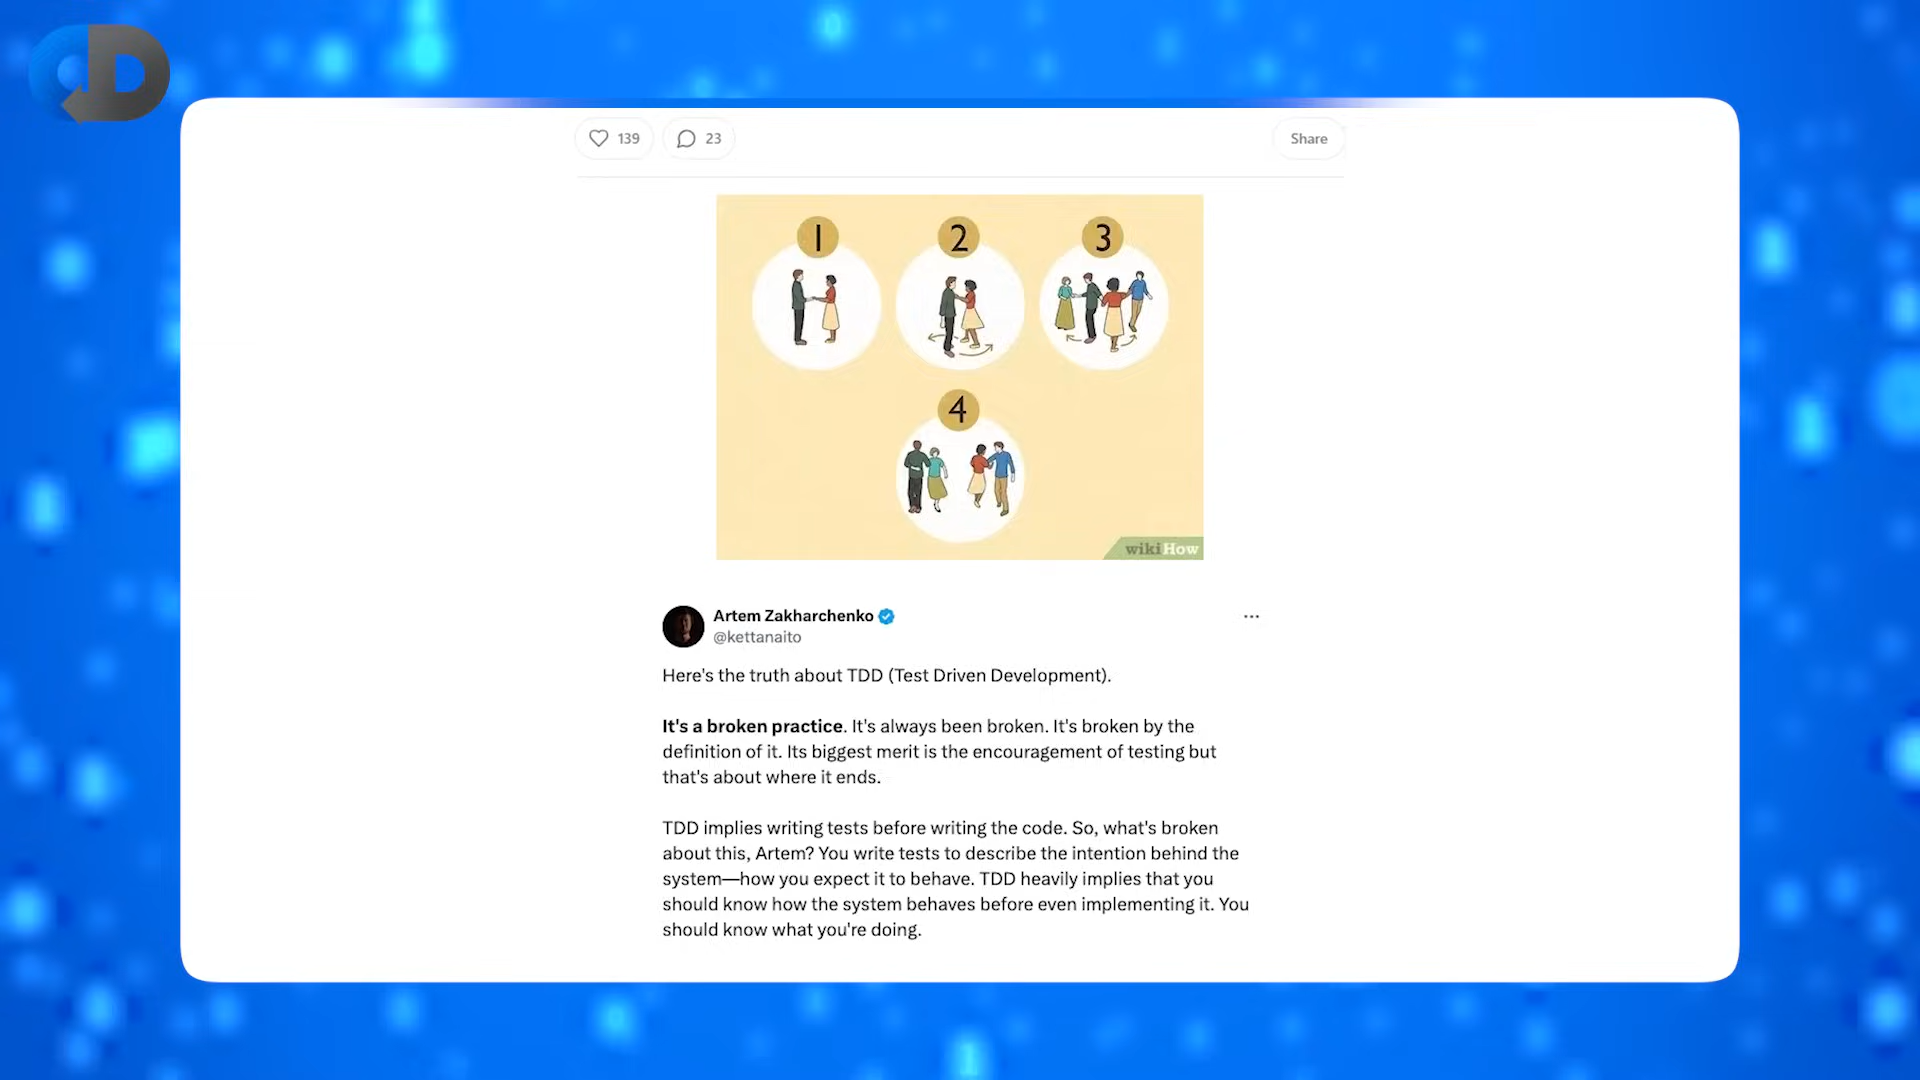 139
23
Share
1
2
3
4
wikiHow
Artem Zakharchenko
@kettanaito
Here's the truth about TDD (Test Driven Development).
It's a broken practice. It's always been broken. It's broken by the
definition of it. Its biggest merit is the encouragement of testing but
that's about where it ends.
TDD implies writing tests before writing the code. So, what's broken
about this, Artem? You write tests to describe the intention behind the
system—how you expect it to behave. TDD heavily implies that you
should know how the system behaves before even implementing it. You
should know what you're doing.